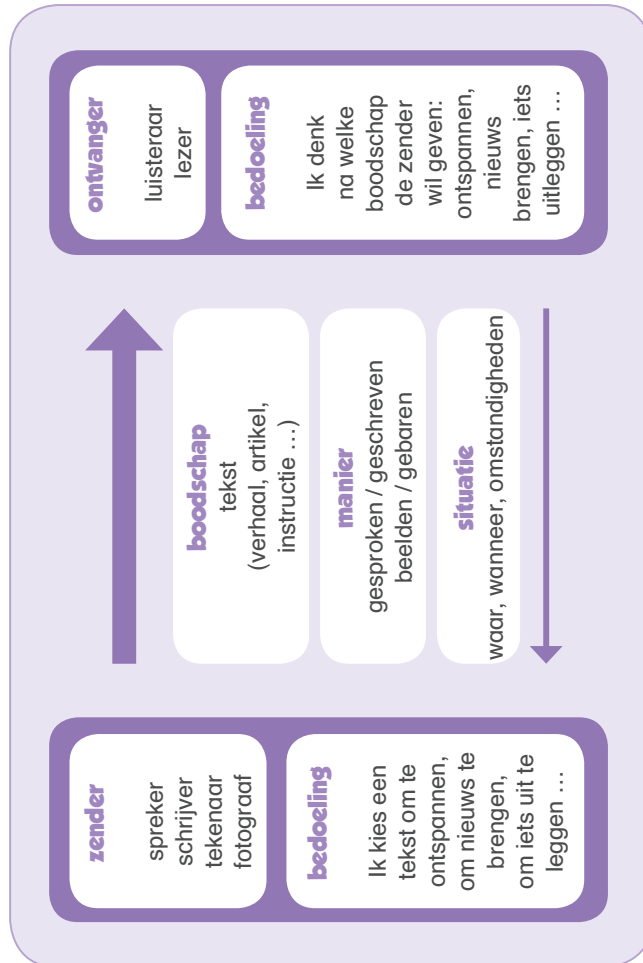 zender
spreker
schrijver
tekenaar
fotograaf
bedoeling
Ik kies een
tekst om te
ontspannen,
om nieuws te
brengen,
om iets uit te
leggen …
boodschap
tekst
(verhaal, artikel,
instructie …)
manier
gesproken / geschreven
beelden / gebaren
situatie
waar, wanneer, omstandigheden
ontvanger
luisteraar
lezer
bedoeling
Ik denk
na welke
boodschap
de zender
wil geven:
ontspannen,
nieuws
brengen, iets
uitleggen …